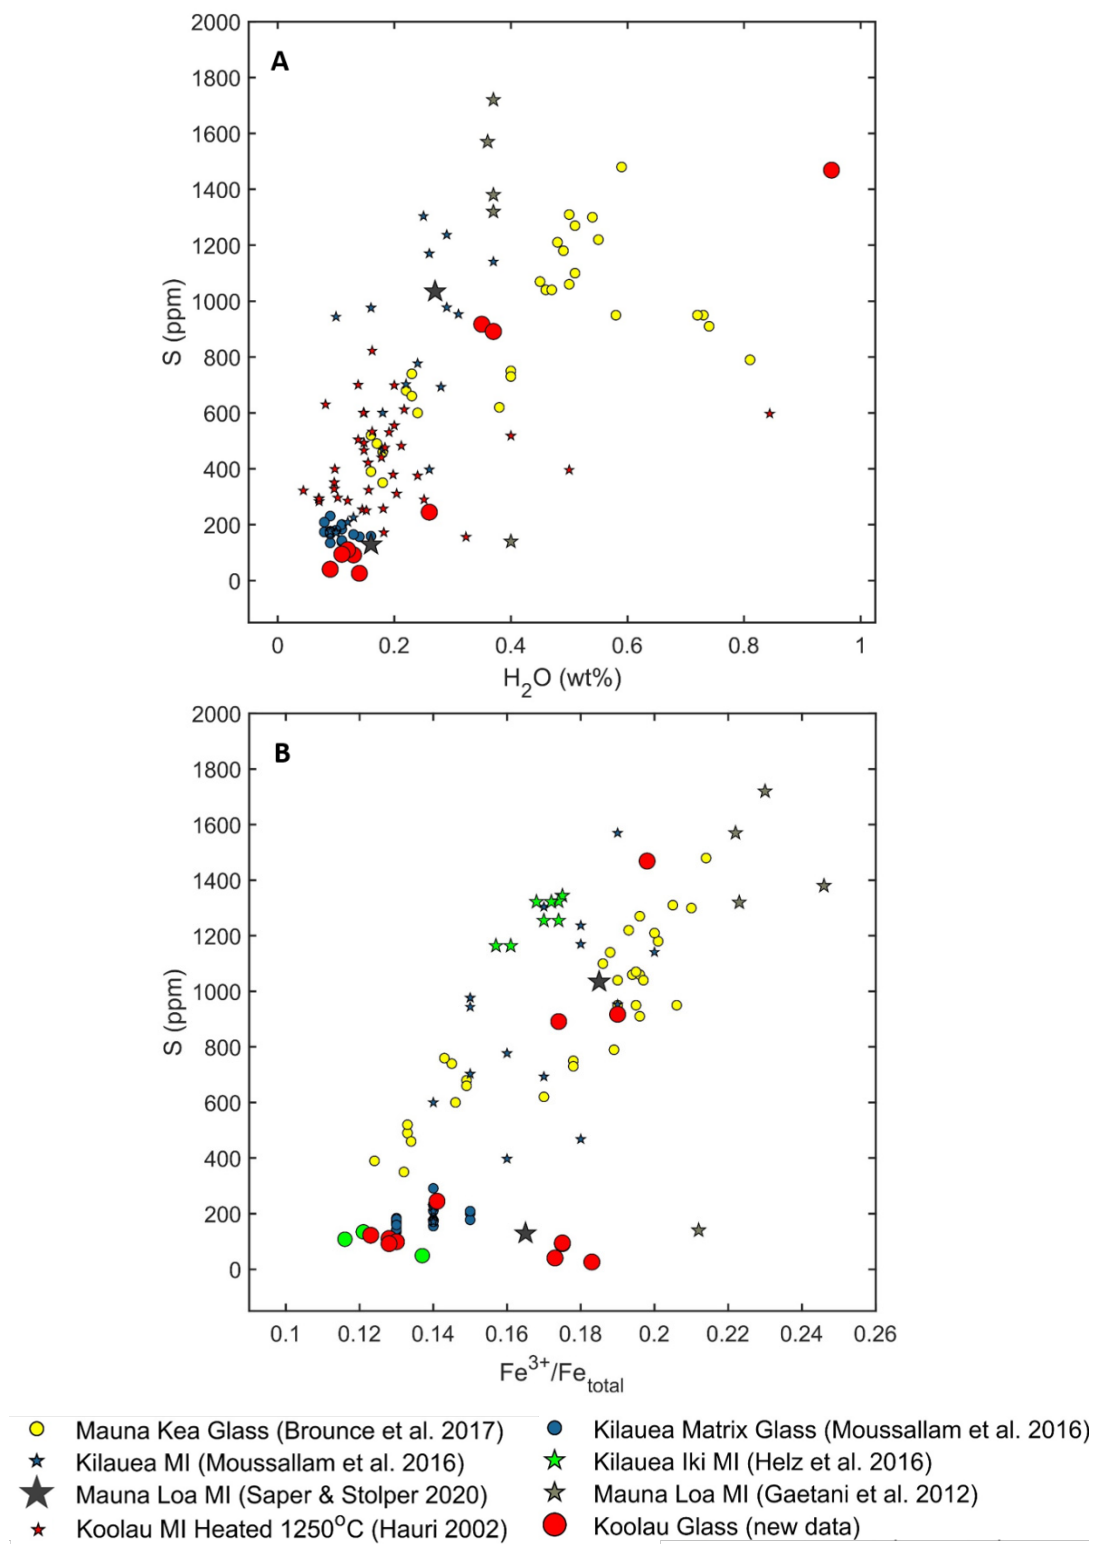 2000
1800
1600
1400
1200
1000
800
600
400
200
0
A
S (ppm)
0 0.2 0.4 0.6 0.8 1
H₂O (wt%)
2000
1800
1600
1400
1200
1000
800
600
400
200
0
B
S (ppm)
0.1 0.12 0.14 0.16 0.18 0.2 0.22 0.24 0.26
Fe³⁺/Fe_total
Mauna Kea Glass (Brounce et al. 2017) Kilauea Matrix Glass (Moussallam et al. 2016)
Kilauea MI (Moussallam et al. 2016) Kilauea Iki MI (Helz et al. 2016)
Mauna Loa MI (Saper & Stolper 2020) Mauna Loa MI (Gaetani et al. 2012)
Koolau MI Heated 1250ᵒC (Hauri 2002) Koolau Glass (new data)